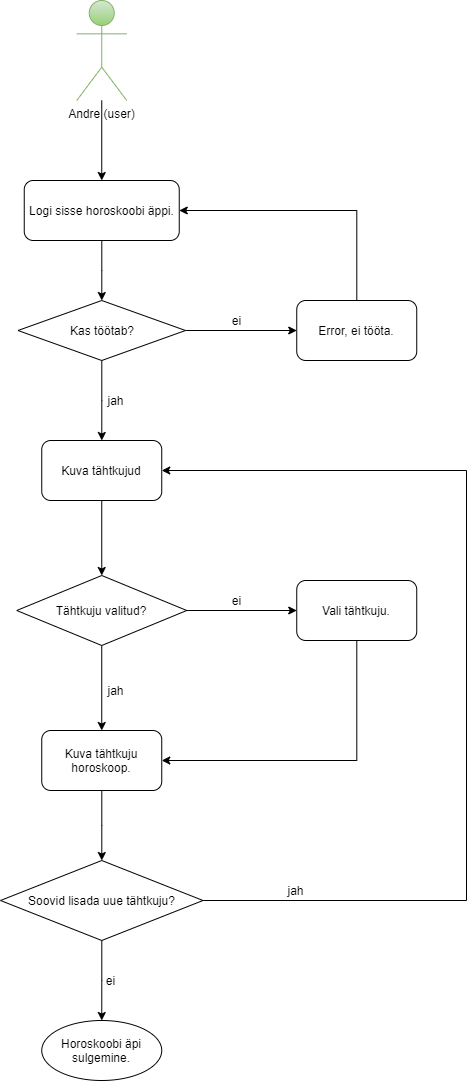 Andre (user)
Logi sisse horoskoobi äppi.
Kas töötab?
ei
Error, ei tööta.
jah
Kuva tähtkujud
Tähtkuju valitud?
ei
Vali tähtkuju.
jah
Kuva tähtkuju
horoskoop.
Soovid lisada uue tähtkuju?
jah
ei
Horoskoobi äpi
sulgemine.